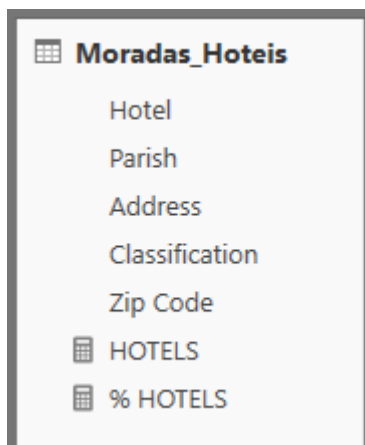 Moradas_Hoteis
Hotel
Parish
Address
Classification
Zip Code
HOTELS
% HOTELS